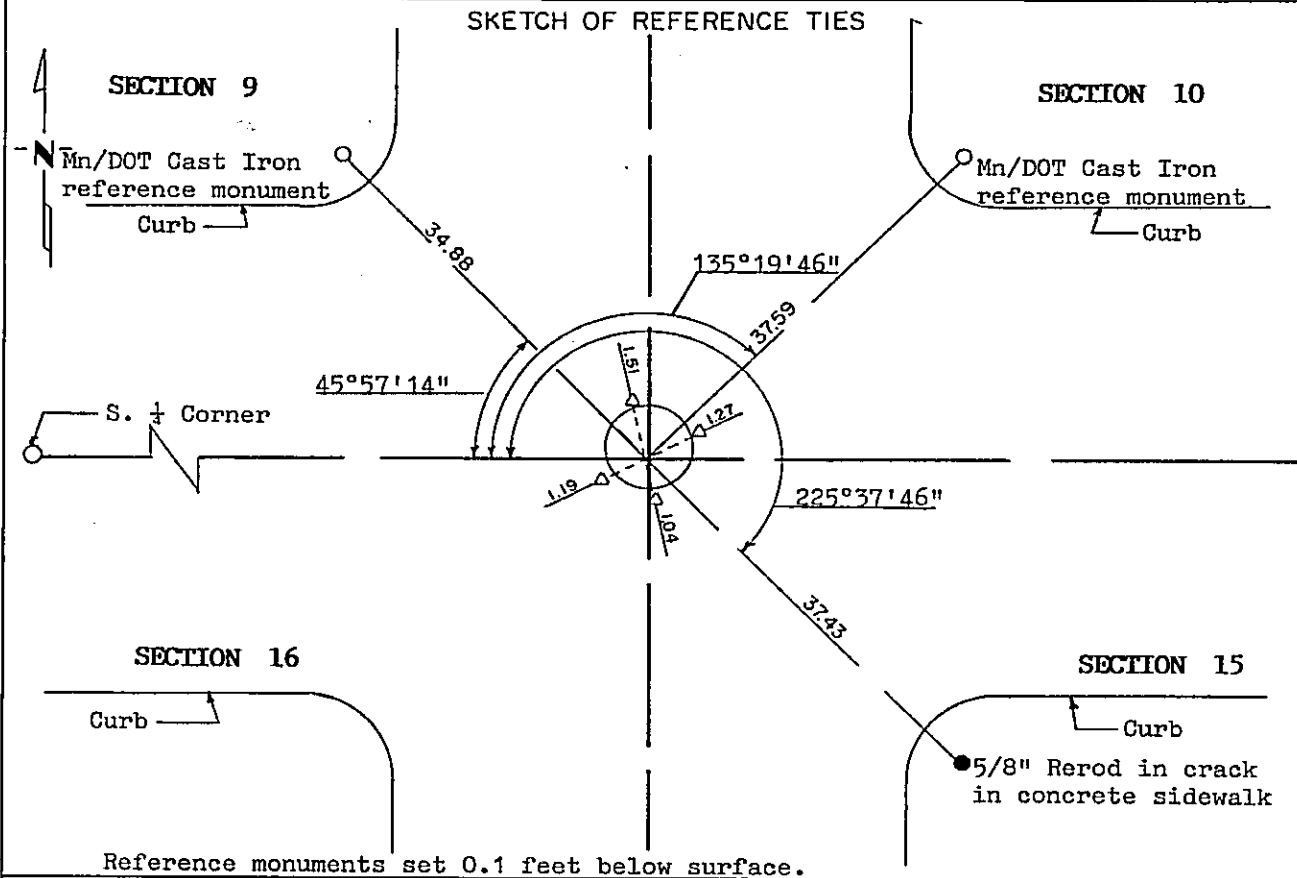 SKETCH OF REFERENCE TIES
SECTION 9
SECTION 10
N
Mn/DOT Cast Iron
reference monument
Curb
Mn/DOT Cast Iron
reference monument
Curb
34.88
135°19'46"
37.59
1.51
45°57'14"
1.27
S. 1/4 Corner
1.19
1.04
225°37'46"
37.43
SECTION 16
SECTION 15
Curb
Curb
5/8" Rerod in crack
in concrete sidewalk
Reference monuments set 0.1 feet below surface.